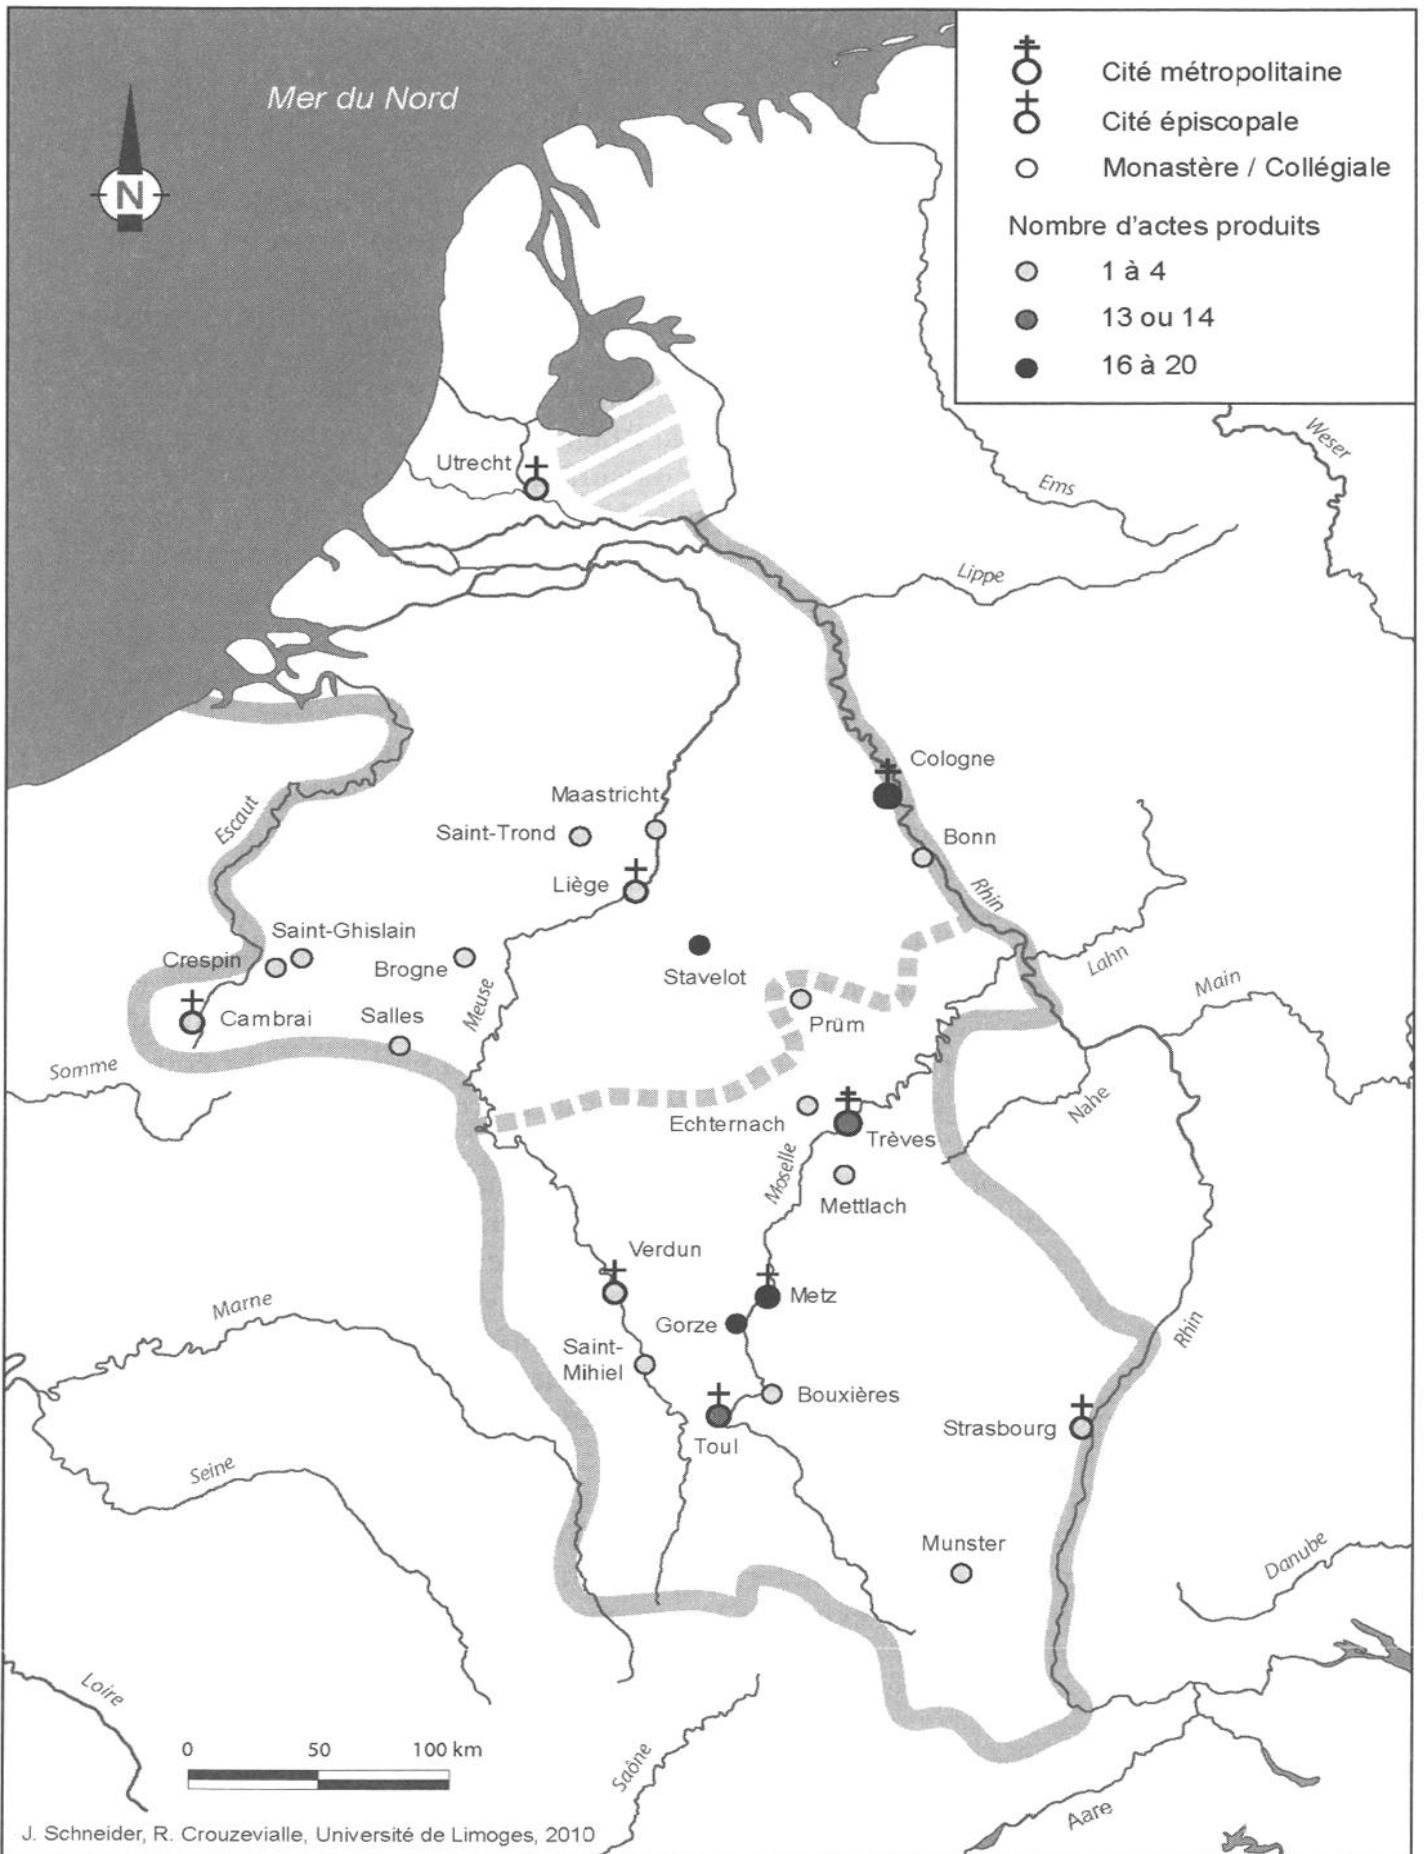 Mer du Nord
N
Cité métropolitaine
Cité épiscopale
Monastère / Collégiale
Nombre d'actes produits
1 à 4
13 ou 14
16 à 20
Weser
Utrecht
Ems
Lippe
Cologne
Maastricht
Saint-Trond
Escaut
Bonn
Liège
Rhin
Saint-Ghislain
Crespin
Brogne
Stavelot
Lahn
Main
Meuse
Cambrai
Salles
Prüm
Somme
Nahe
Echternach
Trèves
Moselle
Mettlach
Verdun
Metz
Marne
Gorze
Rhin
Saint-
Mihiel
Bouxières
Strasbourg
Toul
Seine
Munster
Danube
Loire
0 50 100 km
Saône
Aare
J. Schneider, R. Crouzevialle, Université de Limoges, 2010